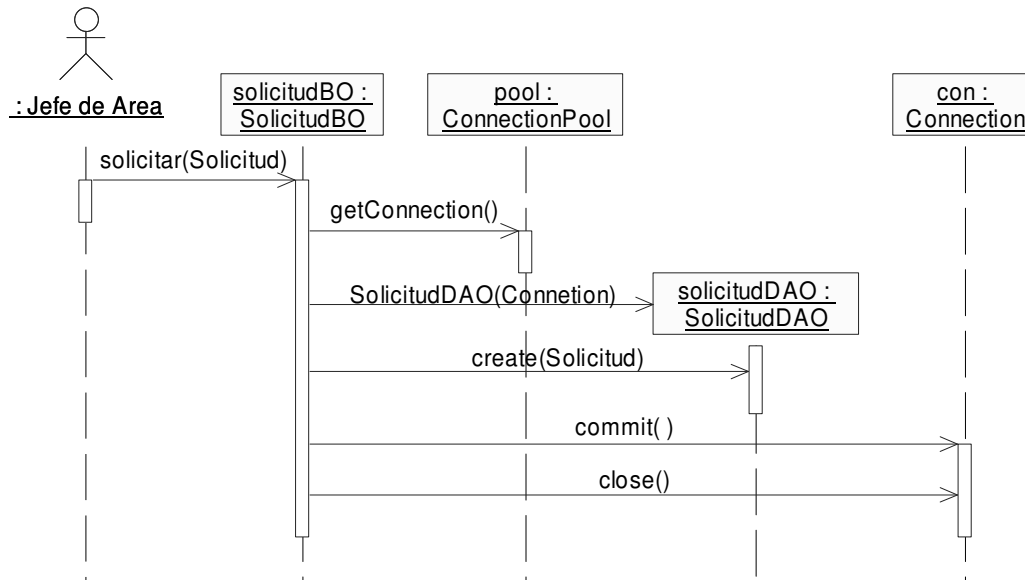 : Jefe de Area
solicitudBO :
SolicitudBO
pool :
ConnectionPool
con :
Connection
solicitar(Solicitud)
getConnection()
SolicitudDAO(Connetion)
solicitudDAO :
SolicitudDAO
create(Solicitud)
commit( )
close()